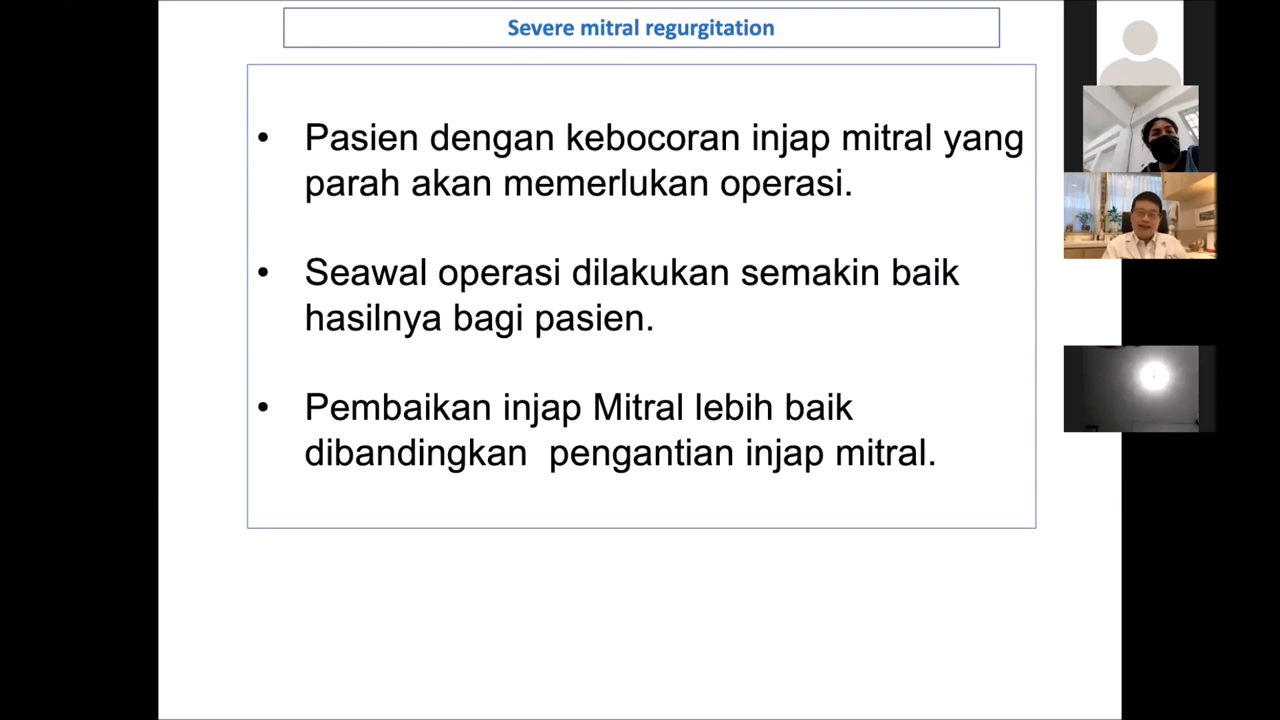 Severe mitral regurgitation
• Pasien dengan kebocoran injap mitral yang
parah akan memerlukan operasi.
• Seawal operasi dilakukan semakin baik
hasilnya bagi pasien.
• Pembaikan injap Mitral lebih baik
dibandingkan  pengantian injap mitral.